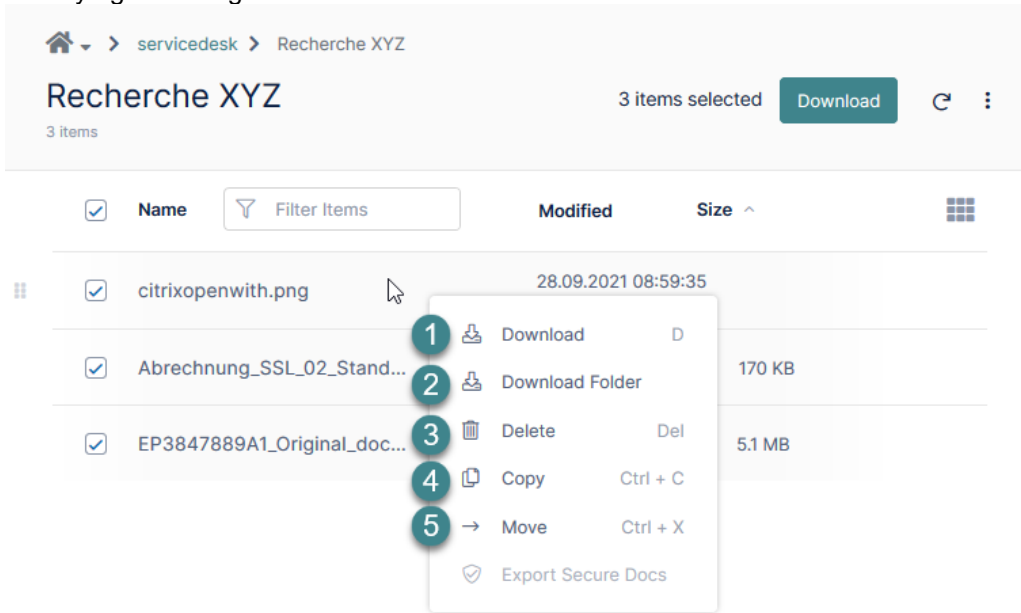 servicedesk > Recherche XYZ
Recherche XYZ
3 items selected Download
3 items
Name Filter Items Modified Size
citrixopenwith.png 28.09.2021 08:59:35
1 Download D
Abrechnung_SSL_02_Stand... 170 KB
2 Download Folder
3 Delete Del
EP3847889A1_Original_doc... 5.1 MB
4 Copy Ctrl + C
5 Move Ctrl + X
Export Secure Docs